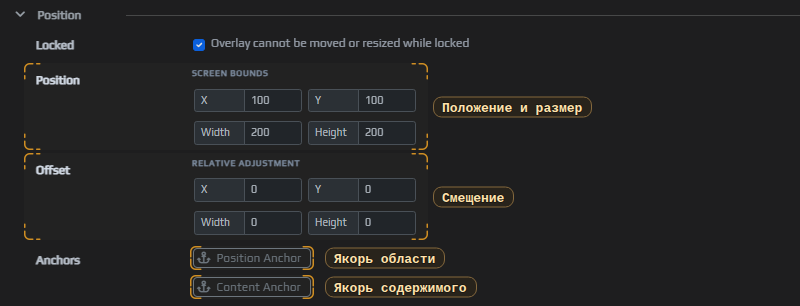 Position
Locked
Overlay cannot be moved or resized while locked
Position
SCREEN BOUNDS
X 100 Y 100
Width 200 Height 200
Положение и размер
Offset
RELATIVE ADJUSTMENT
X 0 Y 0
Width 0 Height 0
Смещение
Anchors
Position Anchor
Якорь области
Content Anchor
Якорь содержимого